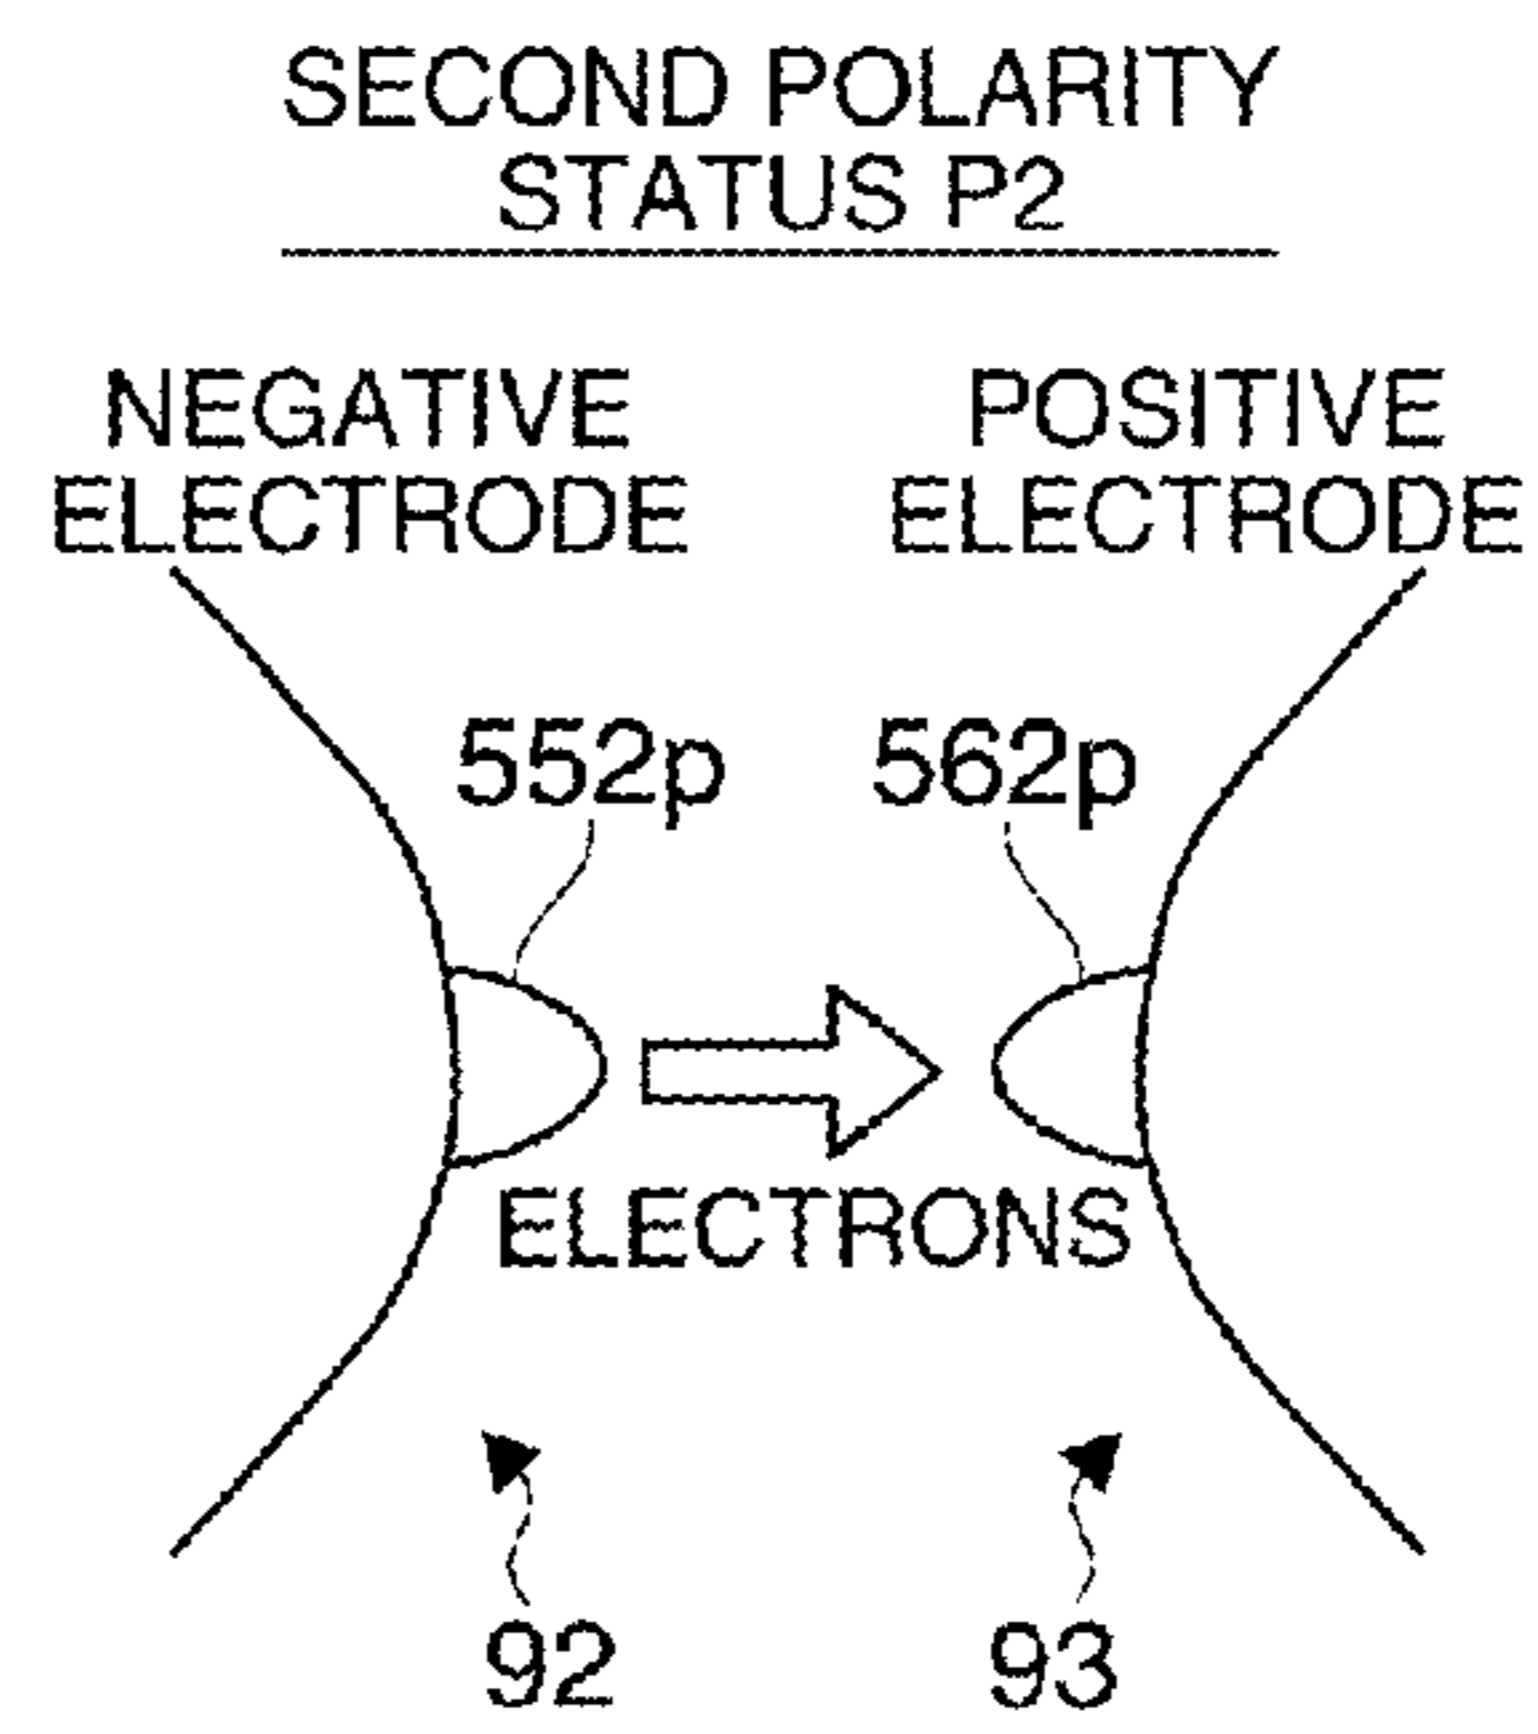 SECOND POLARITY
STATUS P2
NEGATIVE
ELECTRODE
POSITIVE
ELECTRODE
552p
562p
ELECTRONS
92
93